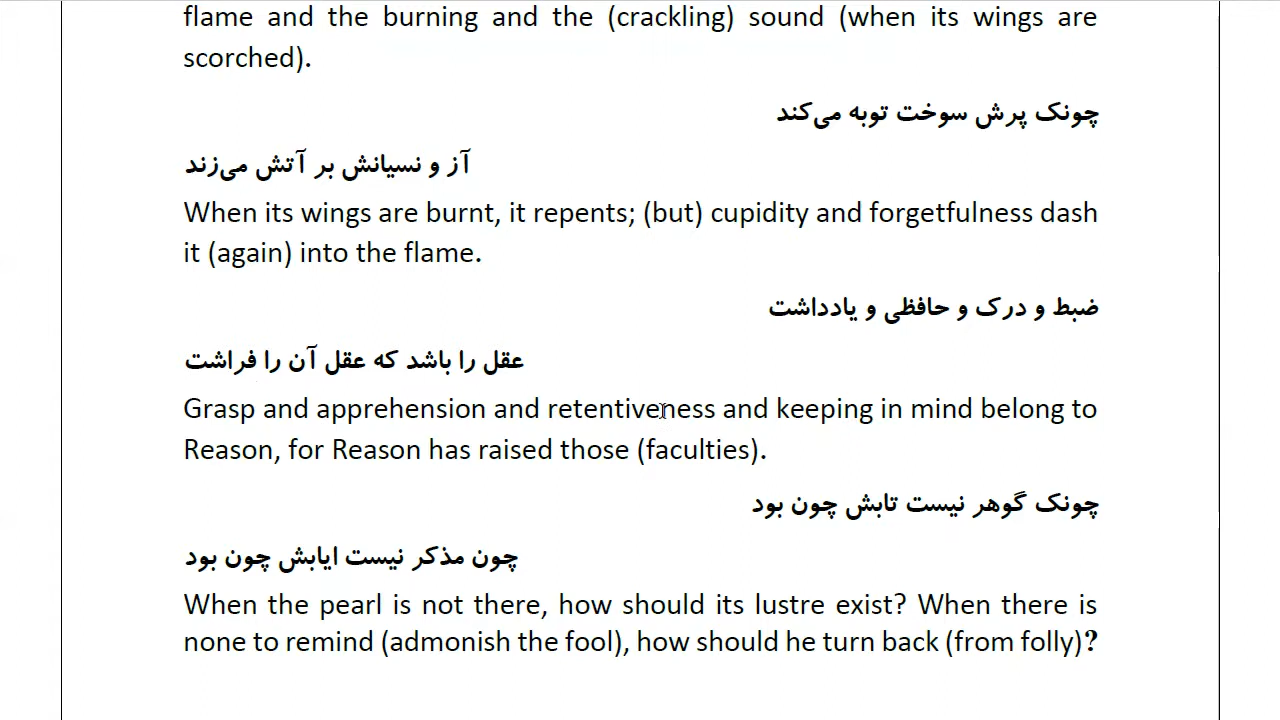 flame and the burning and the (crackling) sound (when its wings are
scorched).
چونک پرش سوخت توبه می‌کند
آز و نسیانش بر آتش می‌زند
When its wings are burnt, it repents; (but) cupidity and forgetfulness dash
it (again) into the flame.
ضبط و درک و حافظی و یادداشت
عقل را باشد که عقل آن را فراشت
Grasp and apprehension and retentiveness and keeping in mind belong to
Reason, for Reason has raised those (faculties).
چونک گوهر نیست تابش چون بود
چون مذکر نیست ایابش چون بود
When the pearl is not there, how should its lustre exist? When there is
none to remind (admonish the fool), how should he turn back (from folly)?